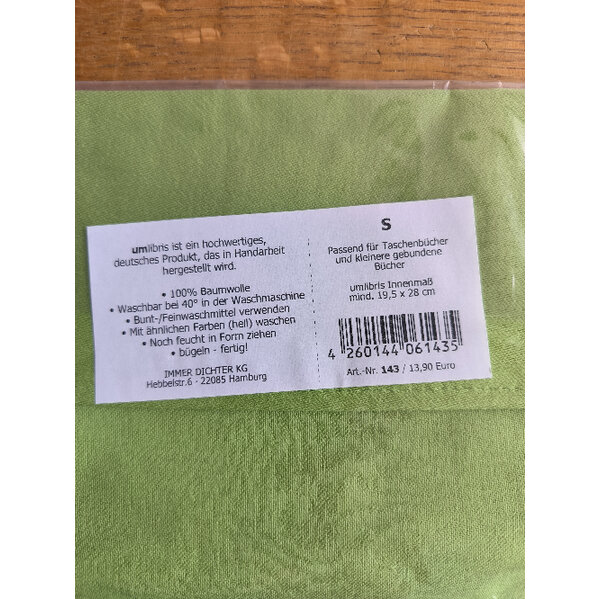 umlibris ist ein hochwertiges,
deutsches Produkt, das in Handarbeit
hergestellt wird.
• 100% Baumwolle
• Waschbar bei 40° in der Waschmaschine
• Bunt-/Feinwaschmittel verwenden
• Mit ähnlichen Farben (hell) waschen
• Noch feucht in Form ziehen
• bügeln - fertig!
IMMER DICHTER KG
Hebbelstr.6 · 22085 Hamburg
S
Passend für Taschenbücher
und kleinere gebundene
Bücher
umlibris Innenmaß
mind. 19,5 x 28 cm
4 260144 061435
Art.-Nr. 143 / 13,90 Euro